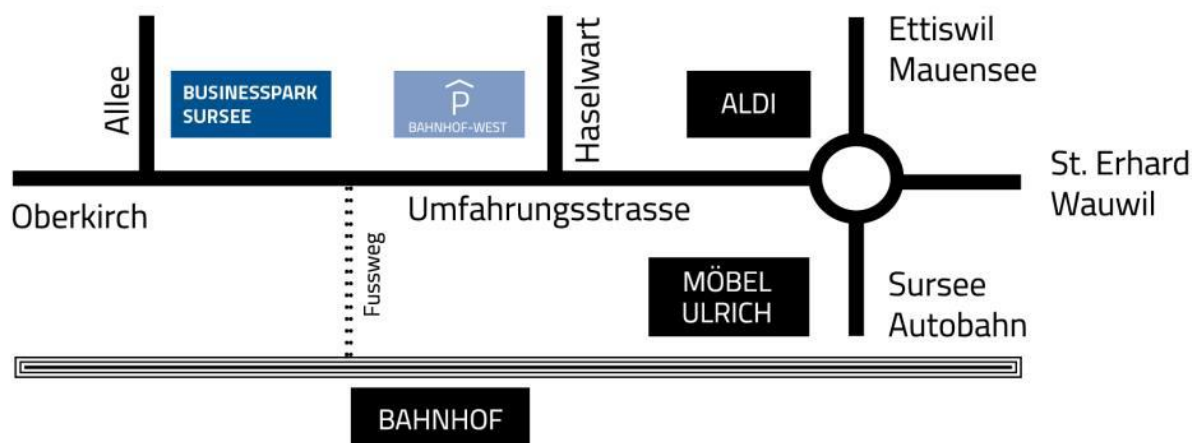 Ettiswil
Mauensee
Allee
BUSINESSPARK
SURSEE
P
BAHNHOF-WEST
Haselwart
ALDI
St. Erhard
Wauwil
Oberkirch
Umfahrungsstrasse
Fussweg
MÖBEL
ULRICH
Sursee
Autobahn
BAHNHOF